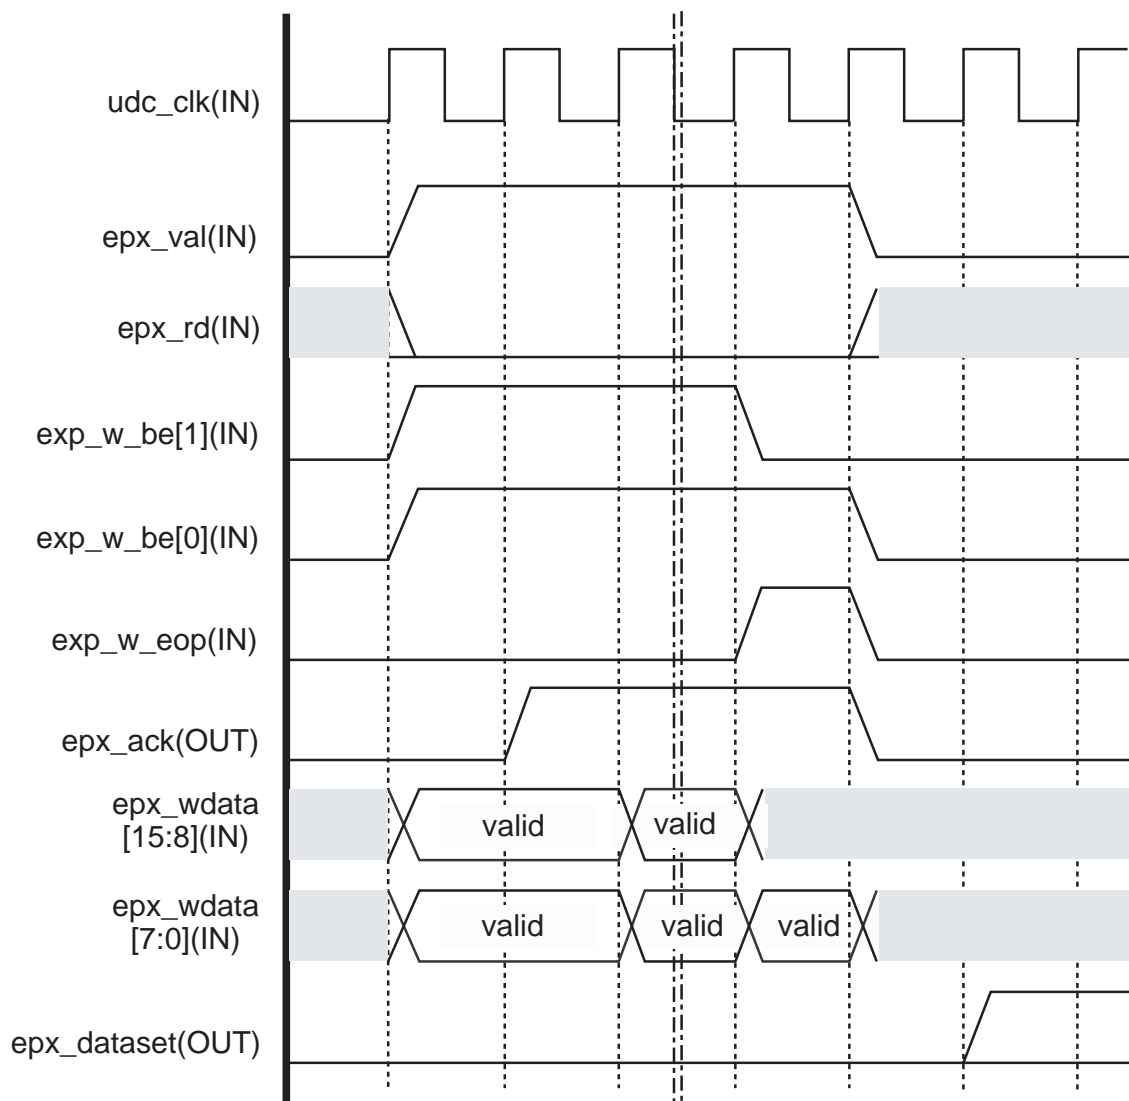 udc_clk(IN)
epx_val(IN)
epx_rd(IN)
exp_w_be[1](IN)
exp_w_be[0](IN)
exp_w_eop(IN)
epx_ack(OUT)
epx_wdata
[15:8](IN)
valid
valid
epx_wdata
[7:0](IN)
valid
valid
valid
epx_dataset(OUT)